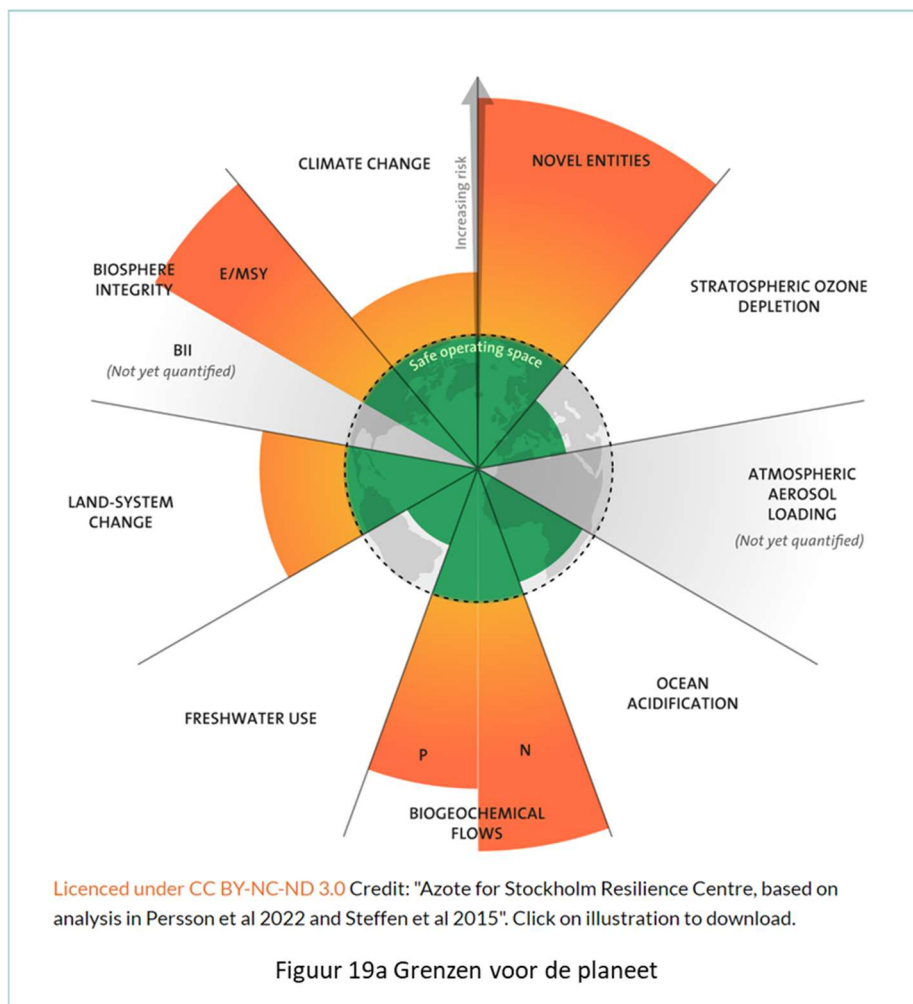 CLIMATE CHANGE
Increasing risk
NOVEL ENTITIES
BIOSPHERE
INTEGRITY
E/MSY
STRATOSPHERIC OZONE
DEPLETION
BII
(Not yet quantified)
Safe operating space
ATMOSPHERIC
AEROSOL
LOADING
(Not yet quantified)
LAND-SYSTEM
CHANGE
OCEAN
ACIDIFICATION
FRESHWATER USE
P
N
BIOGEOCHEMICAL
FLOWS
Licenced under CC BY-NC-ND 3.0 Credit: "Azote for Stockholm Resilience Centre, based on
analysis in Persson et al 2022 and Steffen et al 2015". Click on illustration to download.
Figuur 19a Grenzen voor de planeet